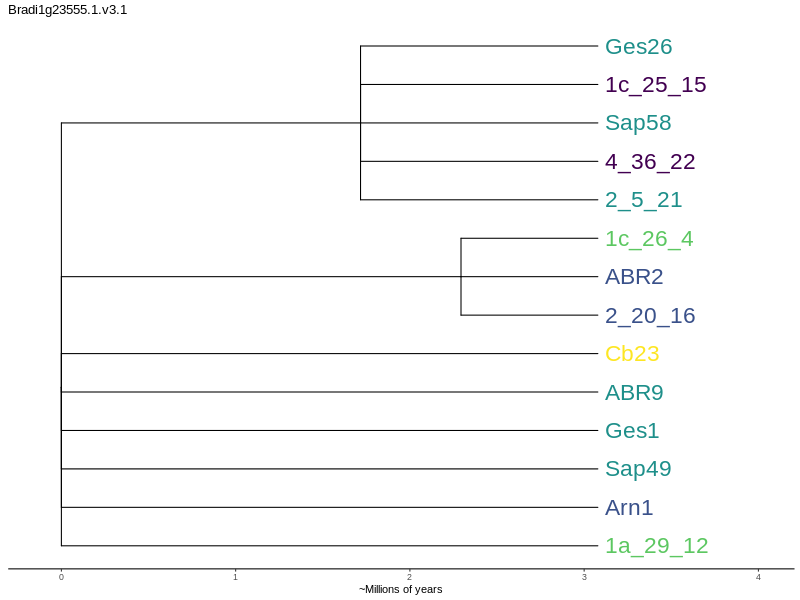 Bradi1g23555.1.v3.1
Ges26
1c_25_15
Sap58
4_36_22
2_5_21
1c_26_4
ABR2
2_20_16
Cb23
ABR9
Ges1
Sap49
Arn1
1a_29_12
0 1 2 3 4
~Millions of years